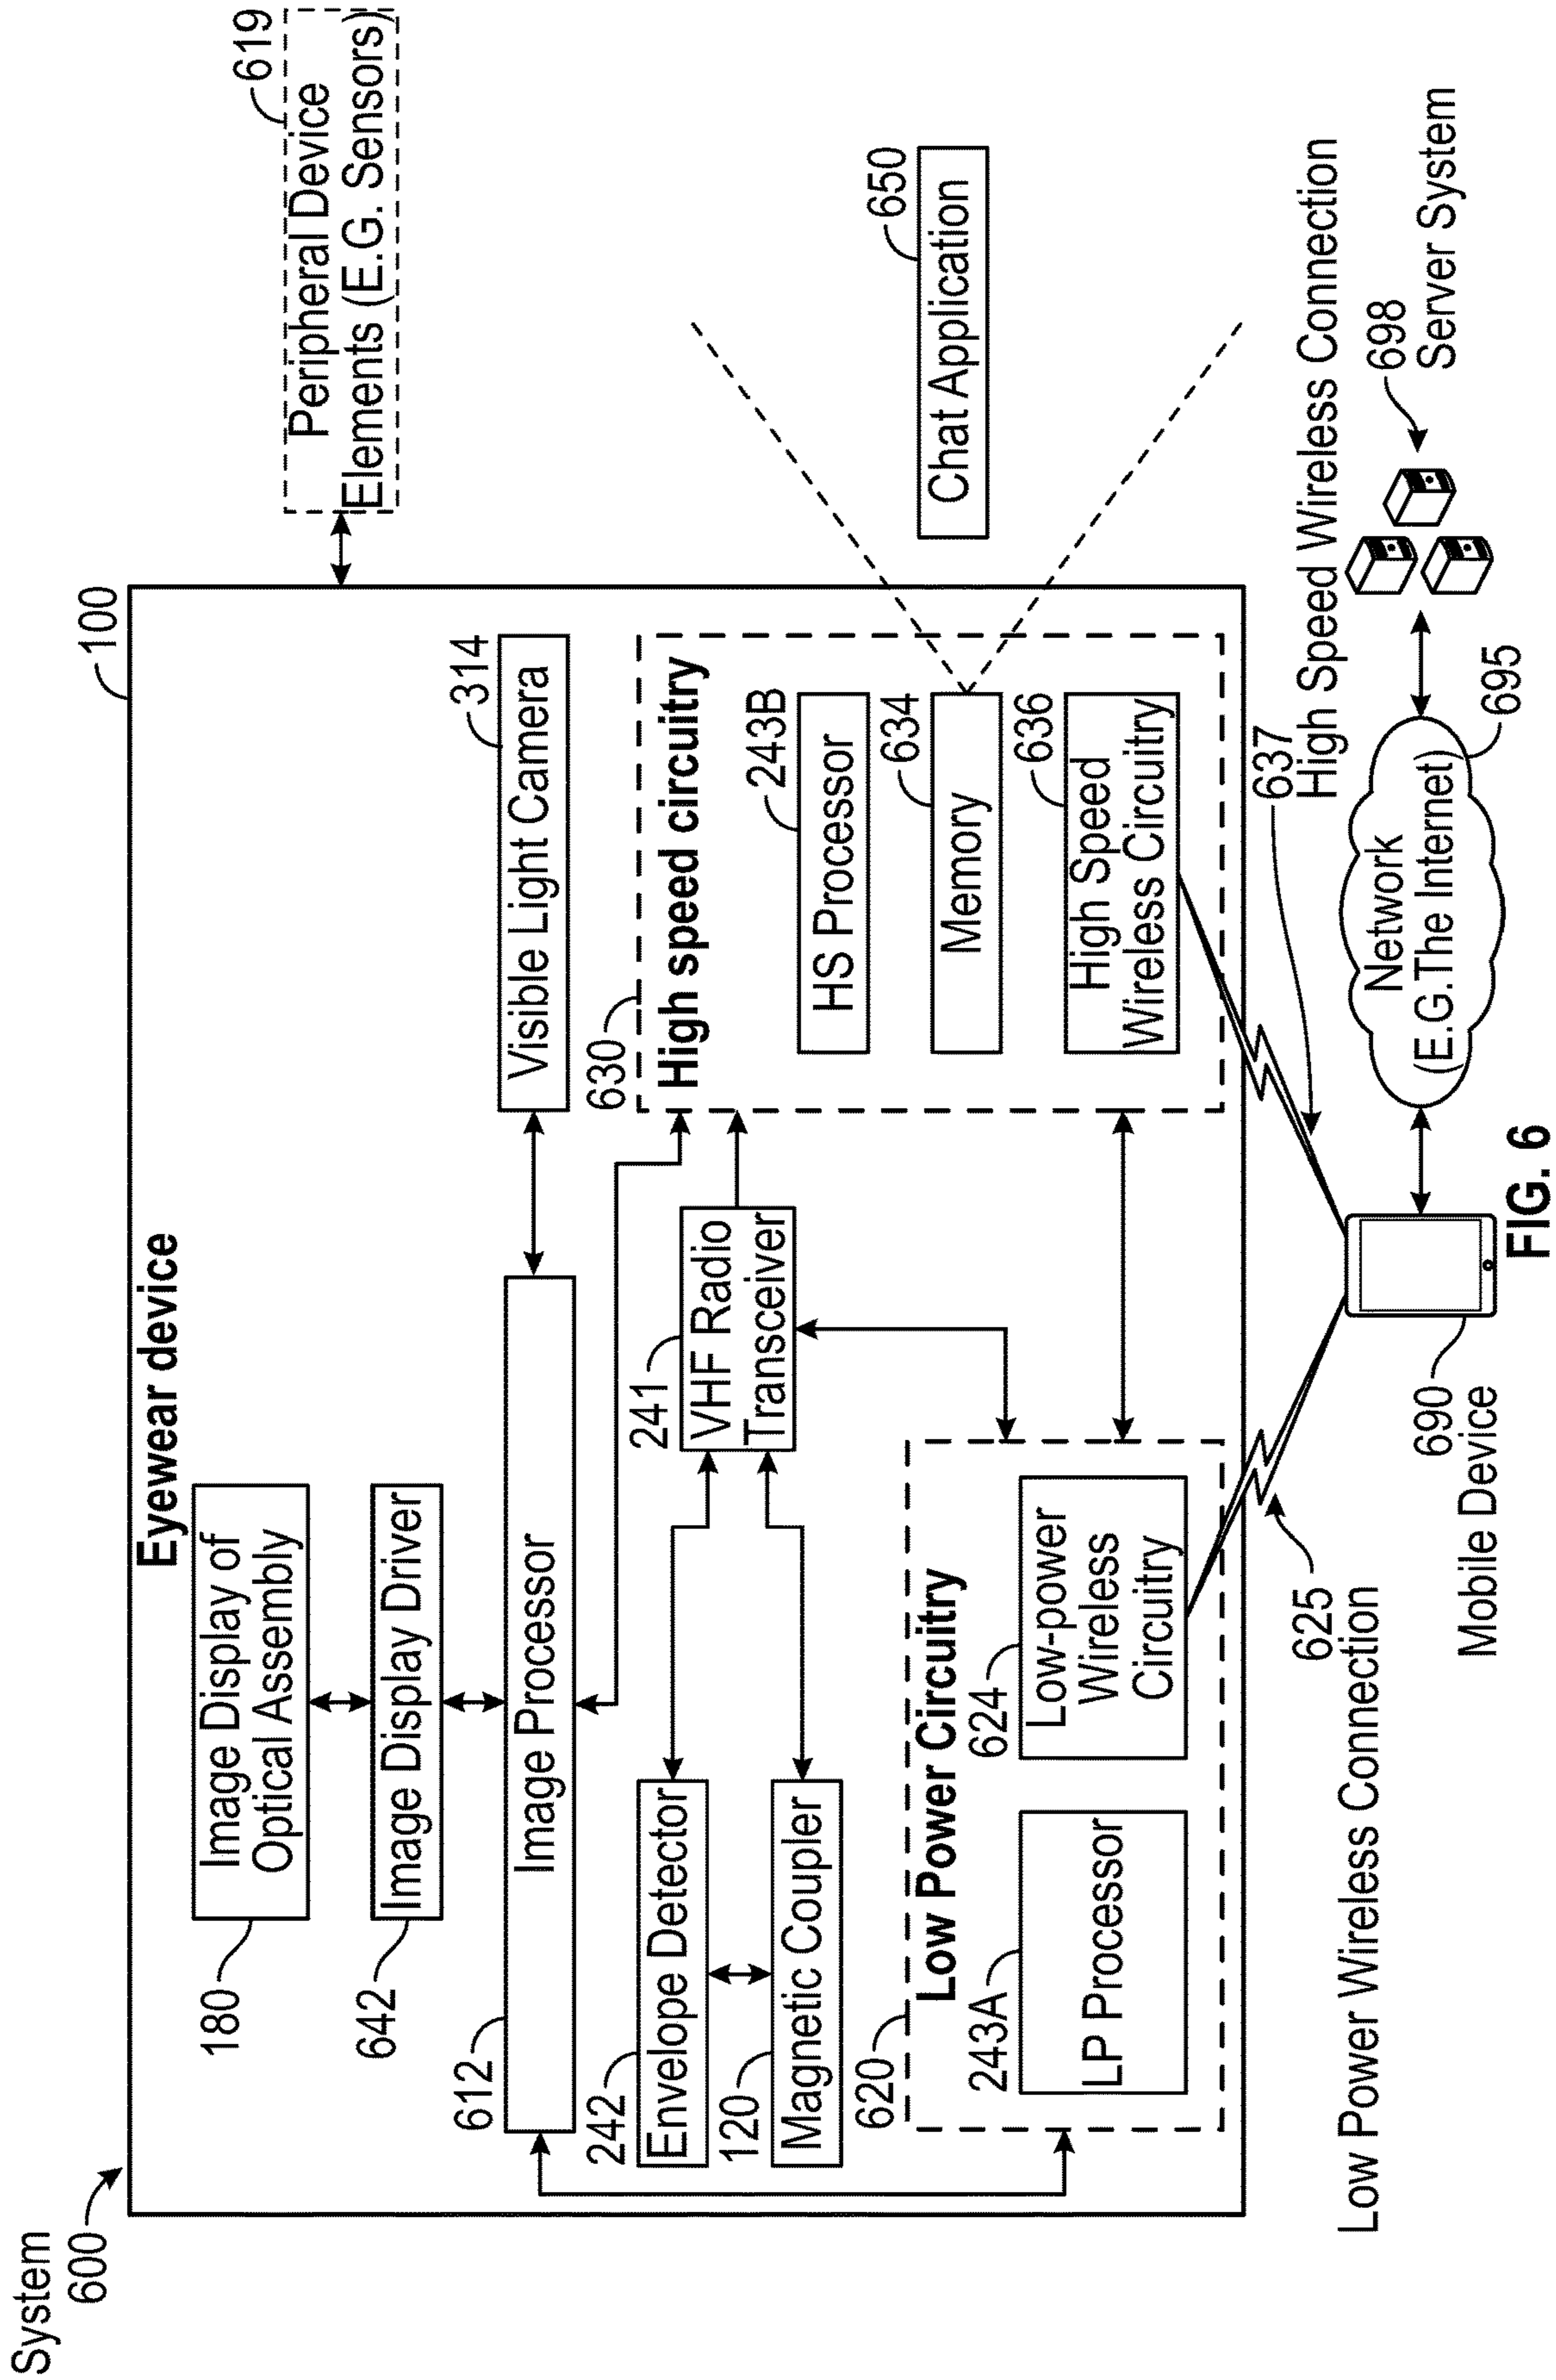 System
600
Eyewear device
100
Image Display of
Optical Assembly
180
Image Display Driver
642
Peripheral Device
Elements (E.G. Sensors)
619
Image Processor
612
Visible Light Camera
314
Envelope Detector
242
Magnetic Coupler
120
241
VHF Radio
Transceiver
630
High speed circuitry
HS Processor
243B
Memory
634
High Speed
Wireless Circuitry
636
Chat Application
650
620
Low Power Circuitry
243A
LP Processor
624
Low-power
Wireless
Circuitry
625
Low Power Wireless Connection
637
High Speed Wireless Connection
690
Mobile Device
Network
(E.G.The Internet)
695
698
Server System
FIG. 6